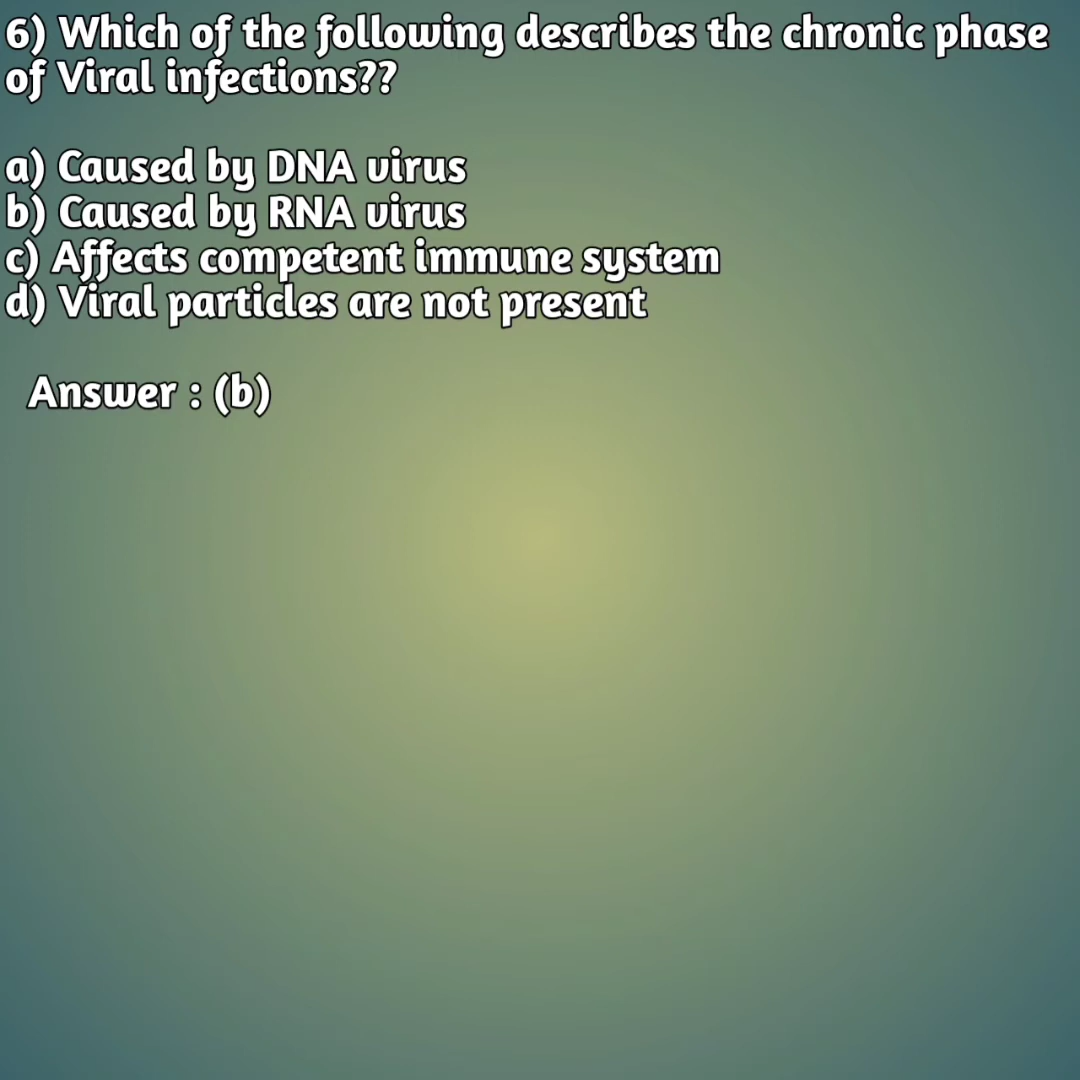 6) Which of the following describes the chronic phase
of Viral infections??
a) Caused by DNA virus
b) Caused by RNA virus
c) Affects competent immune system
d) Viral particles are not present
Answer : (b)